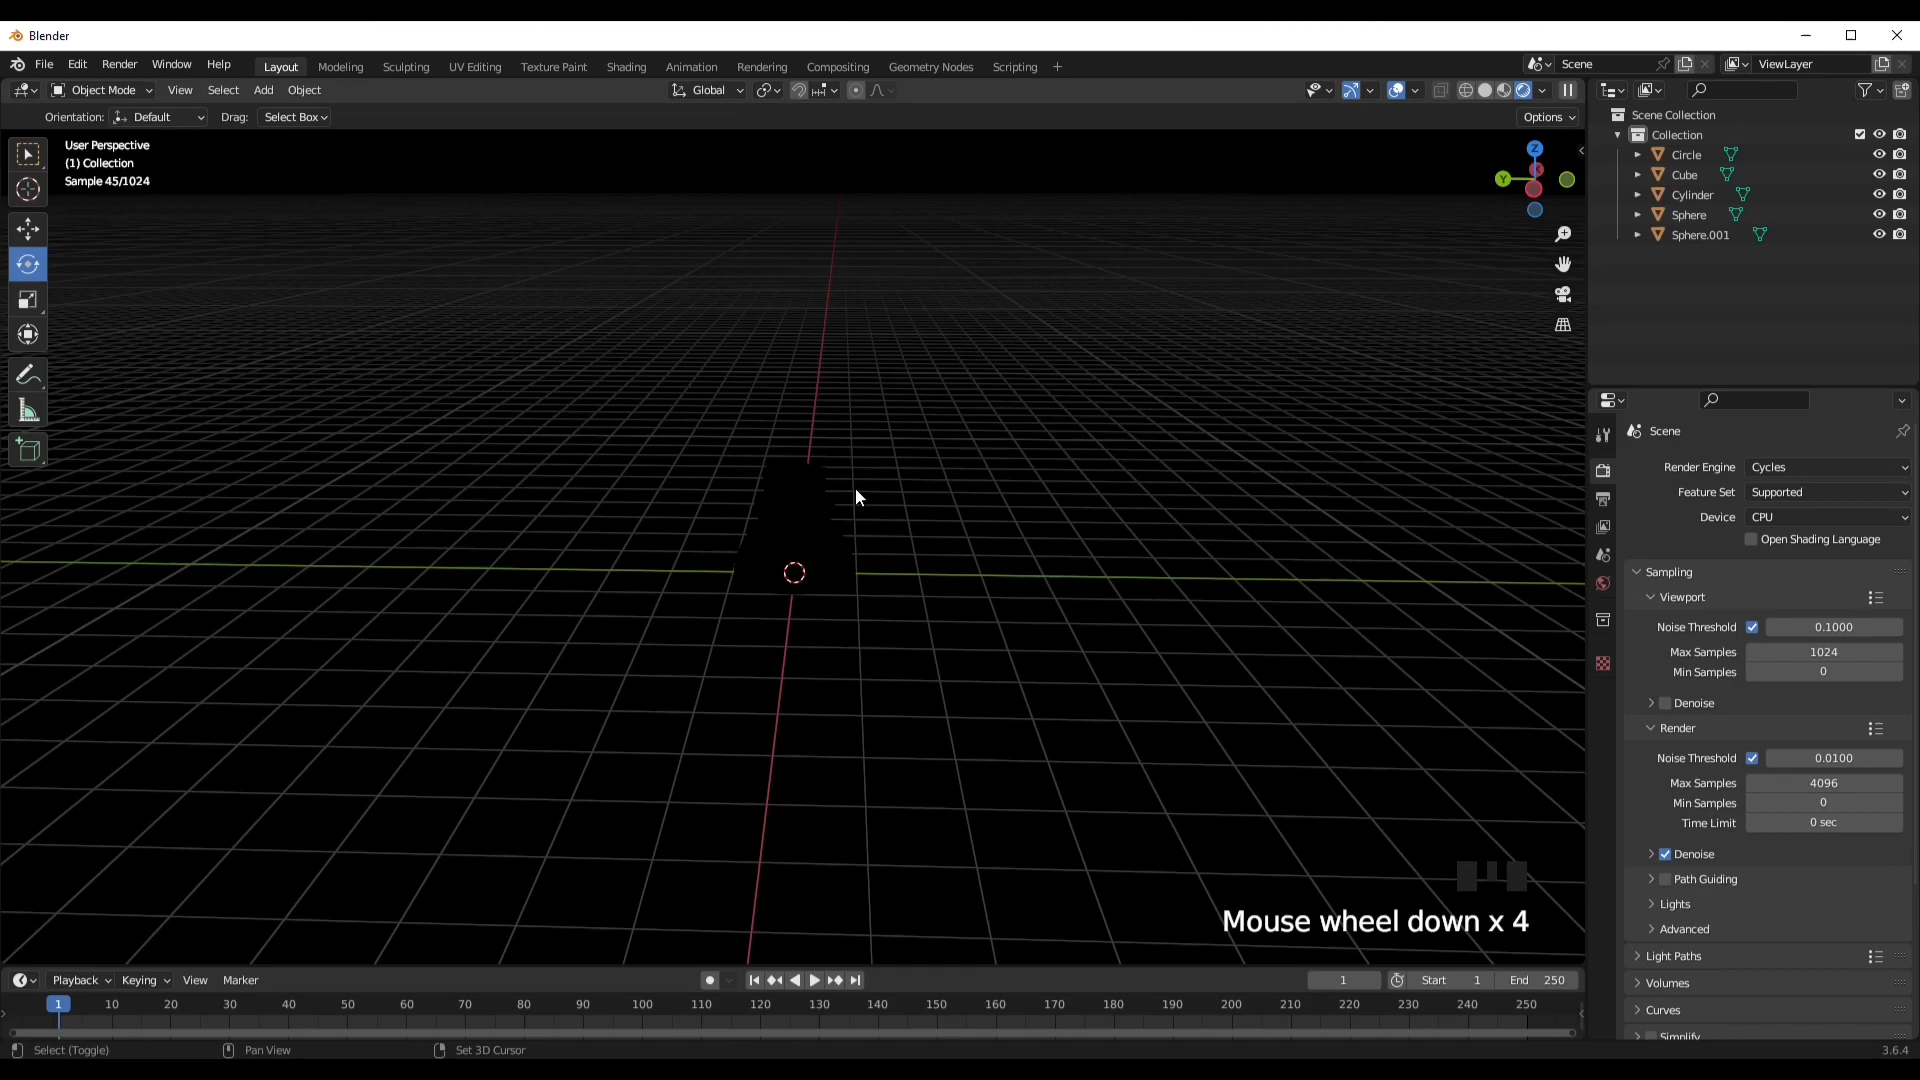 Blender
File Edit Render Window Help Layout Modeling Sculpting UV Editing Texture Paint Shading Animation Rendering Compositing Geometry Nodes Scripting + Scene ViewLayer
Object Mode View Select Add Object Global
Orientation: Default Drag: Select Box Options
User Perspective
(1) Collection
Sample 45/1024
Z
Y
Scene Collection
Collection
Circle
Cube
Cylinder
Sphere
Sphere.001
Scene
Render Engine Cycles
Feature Set Supported
Device CPU
Open Shading Language
Sampling
Viewport
Noise Threshold 0.1000
Max Samples 1024
Min Samples 0
Denoise
Render
Noise Threshold 0.0100
Max Samples 4096
Min Samples 0
Time Limit 0 sec
Denoise
Path Guiding
Lights
Advanced
Light Paths
Volumes
Curves
Simplify
Mouse wheel down x 4
Playback Keying View Marker 1 Start 1 End 250
1 10 20 30 40 50 60 70 80 90 100 110 120 130 140 150 160 170 180 190 200 210 220 230 240 250
Select (Toggle) Pan View Set 3D Cursor 3.6.4